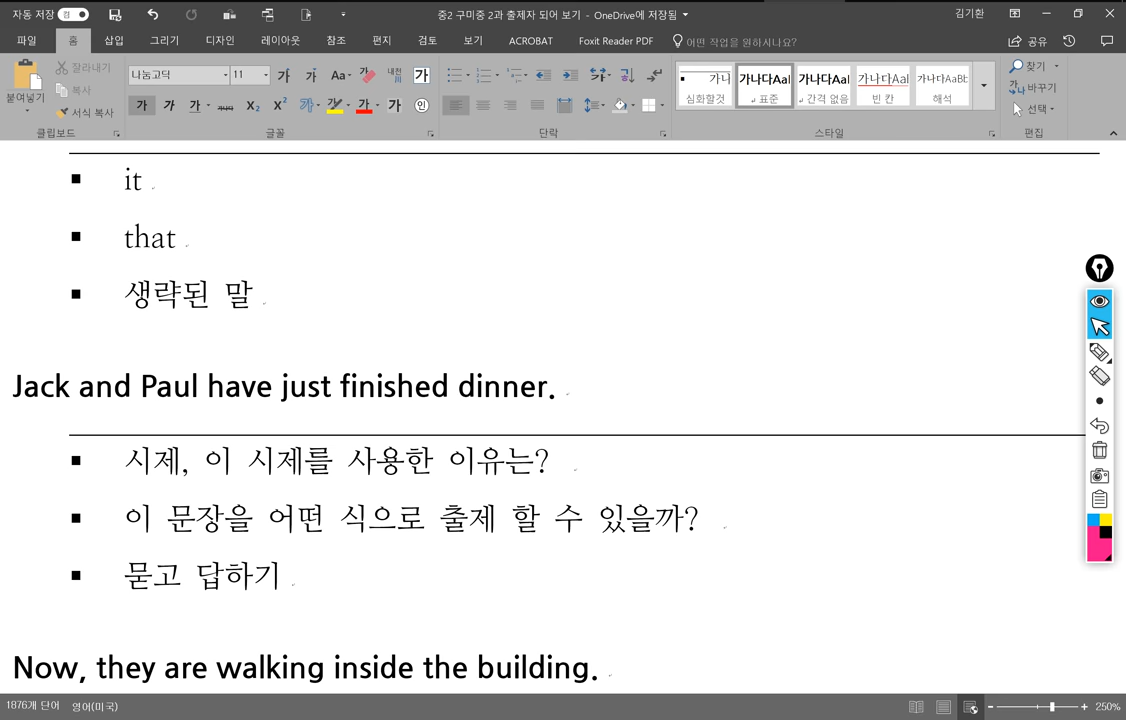 자동 저장 컴 중2 구미중 2과 출제자 되어 보기 - OneDrive에 저장됨 김기환
파일 홈 삽입 그리기 디자인 레이아웃 참조 편지 검토 보기 ACROBAT Foxit Reader PDF 어떤 작업을 원하시나요? 공유
붙여넣기 잘라내기 복사 서식 복사
나눔고딕 11
가나 가나다AaI 가나다AaI 가나다AaI 가나다AaBb
심화할것 표준 간격 없음 빈 칸 해석
찾기 바꾸기 선택
클립보드 글꼴 단락 스타일 편집
it
that
생략된 말
Jack and Paul have just finished dinner.
시제, 이 시제를 사용한 이유는?
이 문장을 어떤 식으로 출제 할 수 있을까?
묻고 답하기
Now, they are walking inside the building.
1876개 단어 영어(미국) 250%